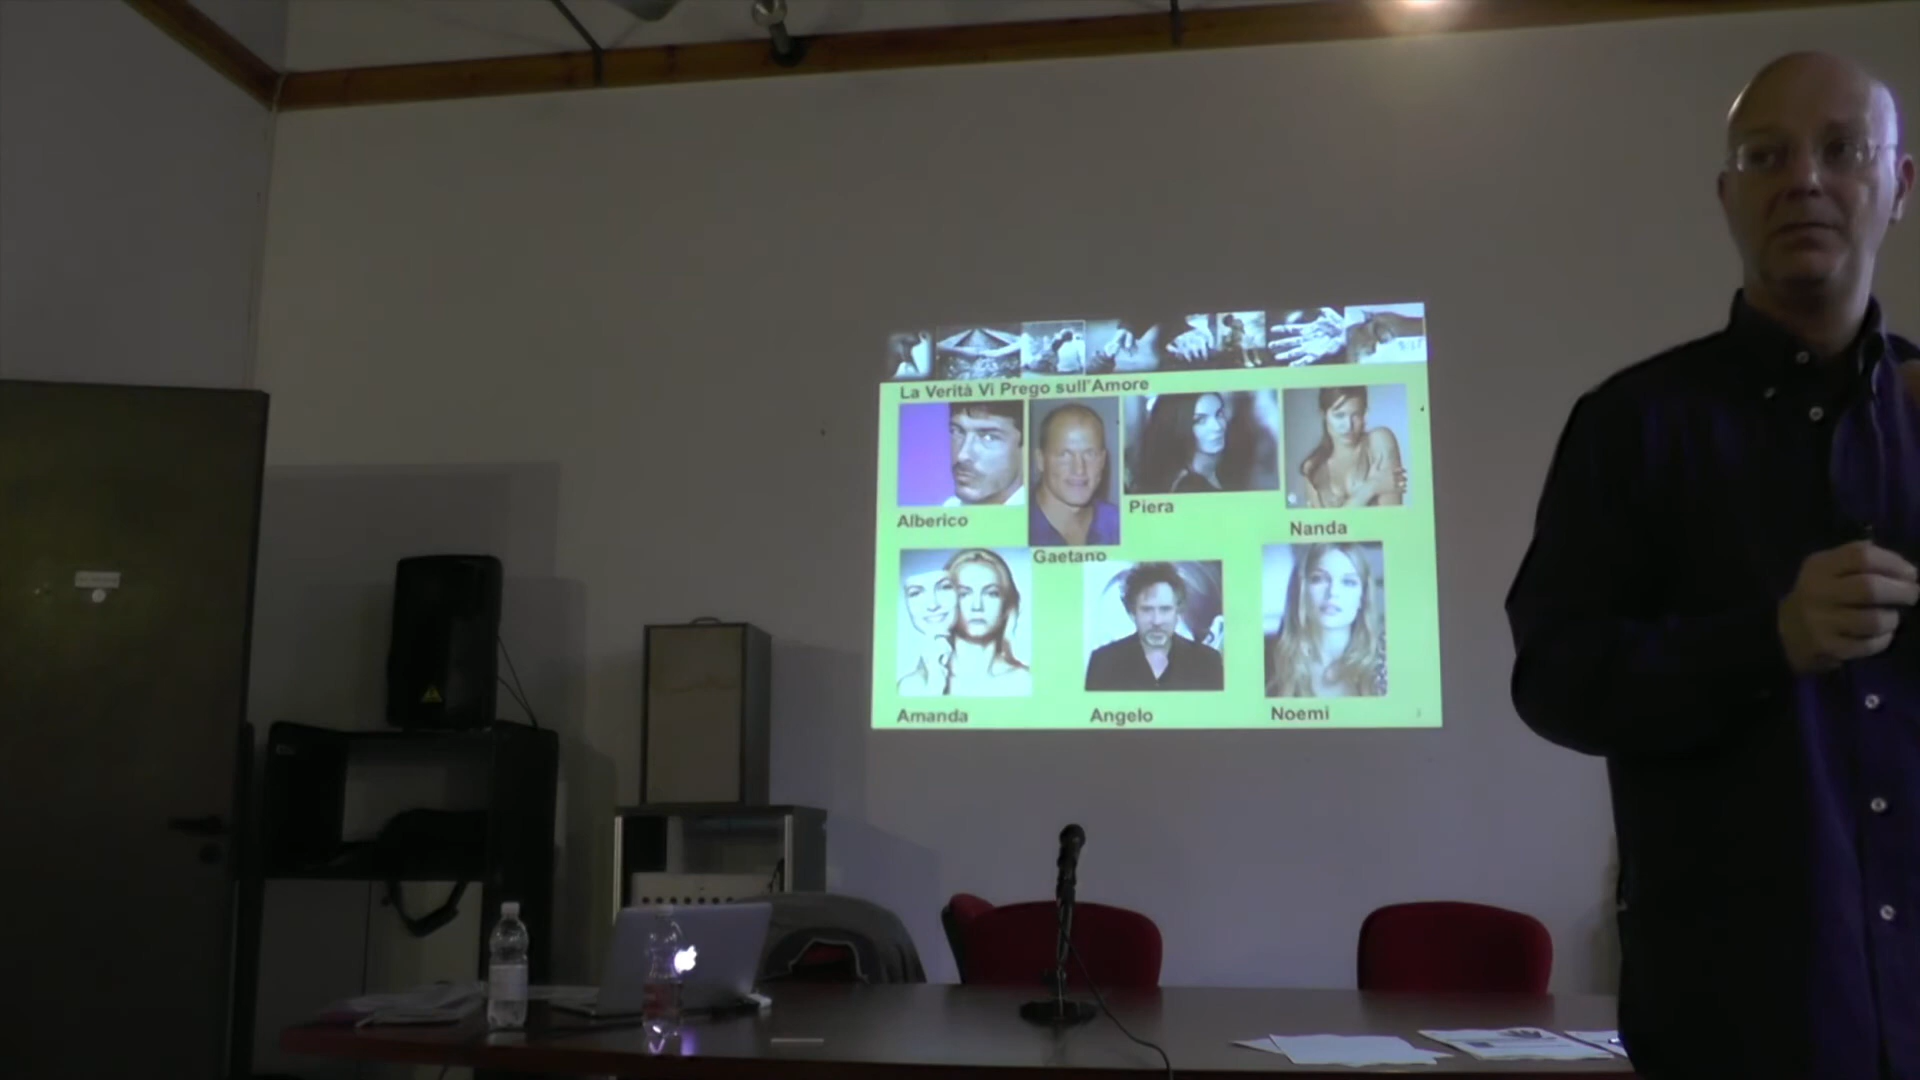 La Verità Vi Prego sull'Amore
Alberico
Gaetano
Piera
Nanda
Amanda
Angelo
Noemi